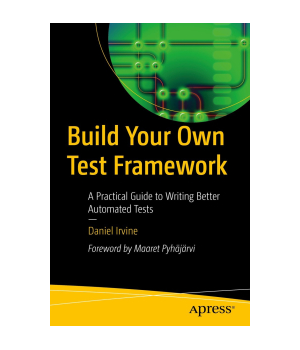 Build Your Own
Test Framework
A Practical Guide to Writing Better
Automated Tests
—
Daniel Irvine
Foreword by Maaret Pyhäjärvi
Apress®